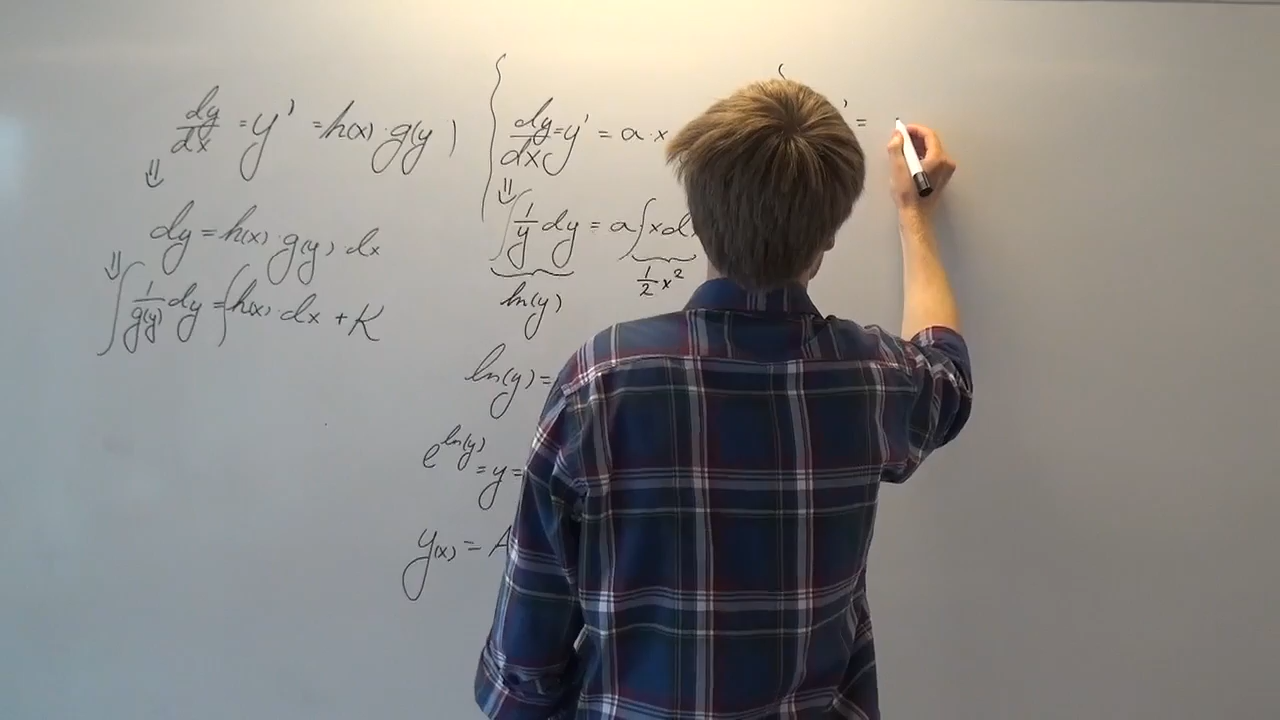 dy/dx = y' = h(x) · g(y)
⇓
dy = h(x) · g(y) · dx
⇓
∫ 1/g(y) dy = ∫ h(x) dx + K
dy/dx = y' = a · x
⇓
∫ 1/y dy = a ∫ x d
ln(y) 1/2 x²
ln(y) =
e^ln(y) = y =
y(x) = A
' =